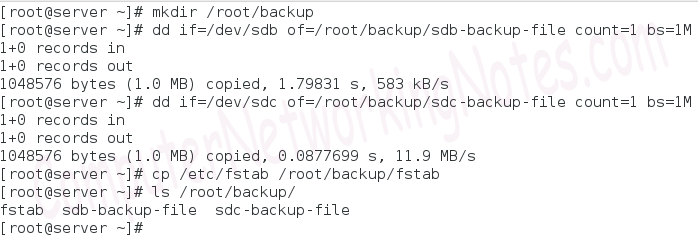 [root@server ~]# mkdir /root/backup
[root@server ~]# dd if=/dev/sdb of=/root/backup/sdb-backup-file count=1 bs=1M
1+0 records in
1+0 records out
1048576 bytes (1.0 MB) copied, 1.79831 s, 583 kB/s
[root@server ~]# dd if=/dev/sdc of=/root/backup/sdc-backup-file count=1 bs=1M
1+0 records in
1+0 records out
1048576 bytes (1.0 MB) copied, 0.0877699 s, 11.9 MB/s
[root@server ~]# cp /etc/fstab /root/backup/fstab
[root@server ~]# ls /root/backup/
fstab  sdb-backup-file  sdc-backup-file
[root@server ~]#
ComputerNetworkingNotes.com